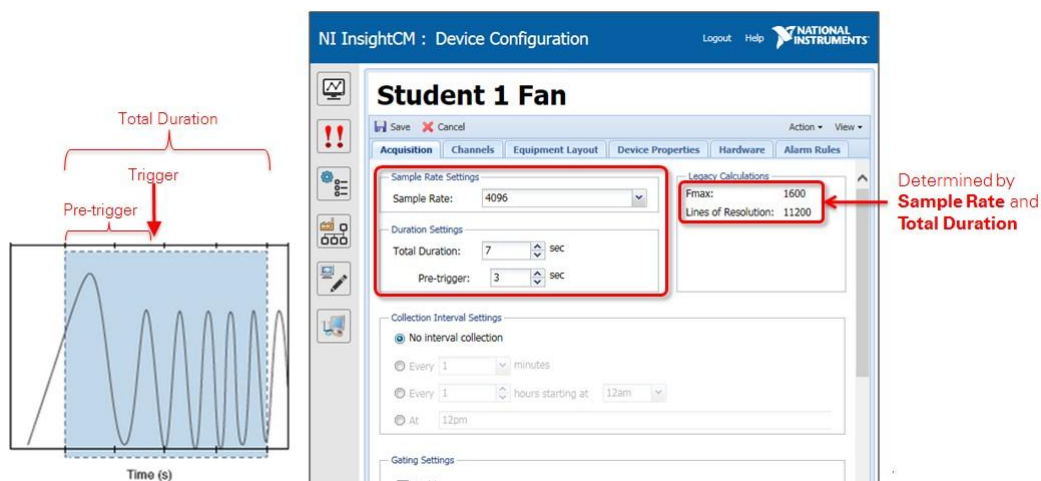 NI InsightCM : Device Configuration
Logout Help NATIONAL INSTRUMENTS
Student 1 Fan
Save Cancel
Action View
Acquisition Channels Equipment Layout Device Properties Hardware Alarm Rules
Total Duration
Trigger
Pre-trigger
Time (s)
Sample Rate Settings
Sample Rate: 4096
Duration Settings
Total Duration: 7 sec
Pre-trigger: 3 sec
Legacy Calculations
Fmax: 1600
Lines of Resolution: 11200
Determined by
Sample Rate and
Total Duration
Collection Interval Settings
No interval collection
Every 1 minutes
Every 1 hours starting at 12am
At 12pm
Gating Settings